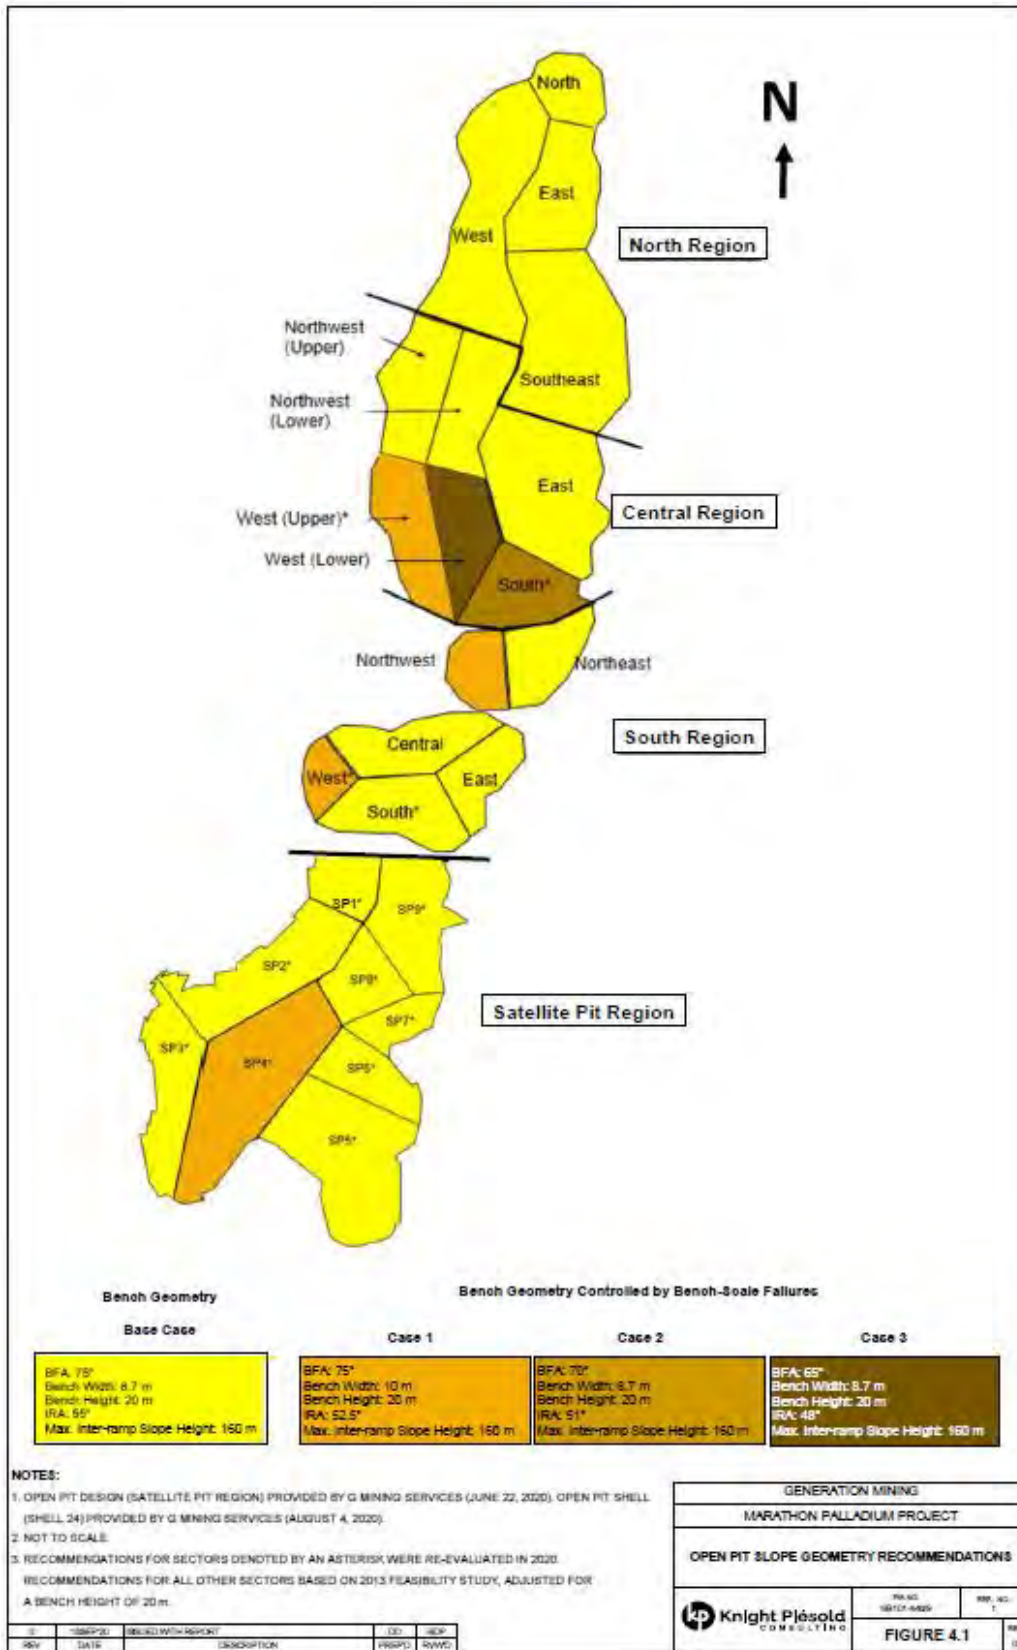 North
N
East
West
North Region
Northwest
(Upper)
Northwest
(Lower)
Southeast
East
West (Upper)*
Central Region
West (Lower)
South*
Northwest
Northeast
South Region
Central
West*
East
South*
SP1*
SP9*
SP2*
SP8*
Satellite Pit Region
SP7*
SP3*
SP4*
SP5*
Bench Geometry
Bench Geometry Controlled by Bench-Scale Failures
Base Case
Case 1
Case 2
Case 3
BFA: 75°
Bench Width: 8.7 m
Bench Height: 20 m
IRA: 55°
Max. Inter-ramp Slope Height: 160 m
BFA: 75°
Bench Width: 10 m
Bench Height: 20 m
IRA: 52.5°
Max. Inter-ramp Slope Height: 160 m
BFA: 70°
Bench Width: 8.7 m
Bench Height: 20 m
IRA: 51°
Max. Inter-ramp Slope Height: 160 m
BFA: 65°
Bench Width: 8.7 m
Bench Height: 20 m
IRA: 48°
Max. Inter-ramp Slope Height: 160 m
NOTES:
1. OPEN PIT DESIGN (SATELLITE PIT REGION) PROVIDED BY G MINING SERVICES (JUNE 22, 2020). OPEN PIT SHELL
(SHELL 24) PROVIDED BY G MINING SERVICES (AUGUST 4, 2020).
2. NOT TO SCALE.
3. RECOMMENDATIONS FOR SECTORS DENOTED BY AN ASTERISK WERE RE-EVALUATED IN 2020.
RECOMMENDATIONS FOR ALL OTHER SECTORS BASED ON 2013 FEASIBILITY STUDY, ADJUSTED FOR
A BENCH HEIGHT OF 20 m.
GENERATION MINING
MARATHON PALLADIUM PROJECT
OPEN PIT SLOPE GEOMETRY RECOMMENDATIONS
kp Knight Piésold
CONSULTING
P/A NO.
REF. NO.
1
FIGURE 4.1
REV
0 ISSUED WITH REPORT
REV DATE DESCRIPTION PREP'D RVW'D